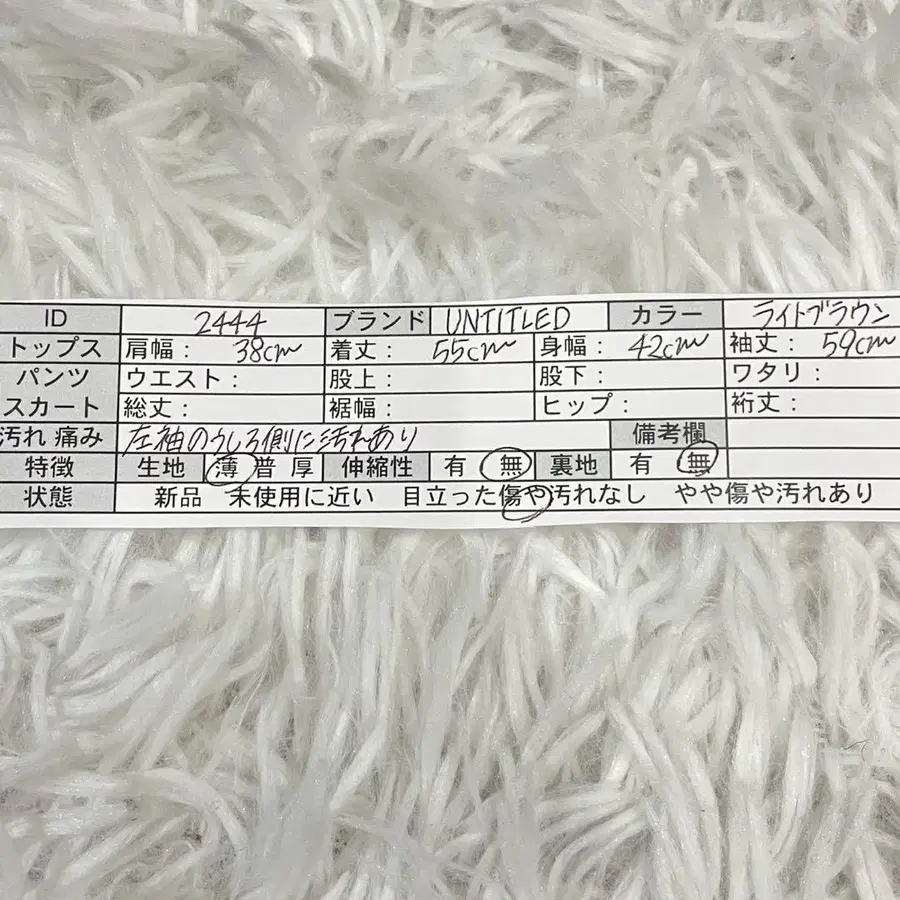 ID 2444 ブランド UNTITLED カラー ライトブラウン
トップス 肩幅： 38cm 着丈： 55cm 身幅： 42cm 袖丈： 59cm
パンツ ウエスト： 股上： 股下： ワタリ：
スカート 総丈： 裾幅： ヒップ： 裄丈：
汚れ 痛み 左袖のうしろ側に汚れあり 備考欄
特徴 生地 薄 普 厚 伸縮性 有 無 裏地 有 無
状態 新品 未使用に近い 目立った傷や汚れなし やや傷や汚れあり